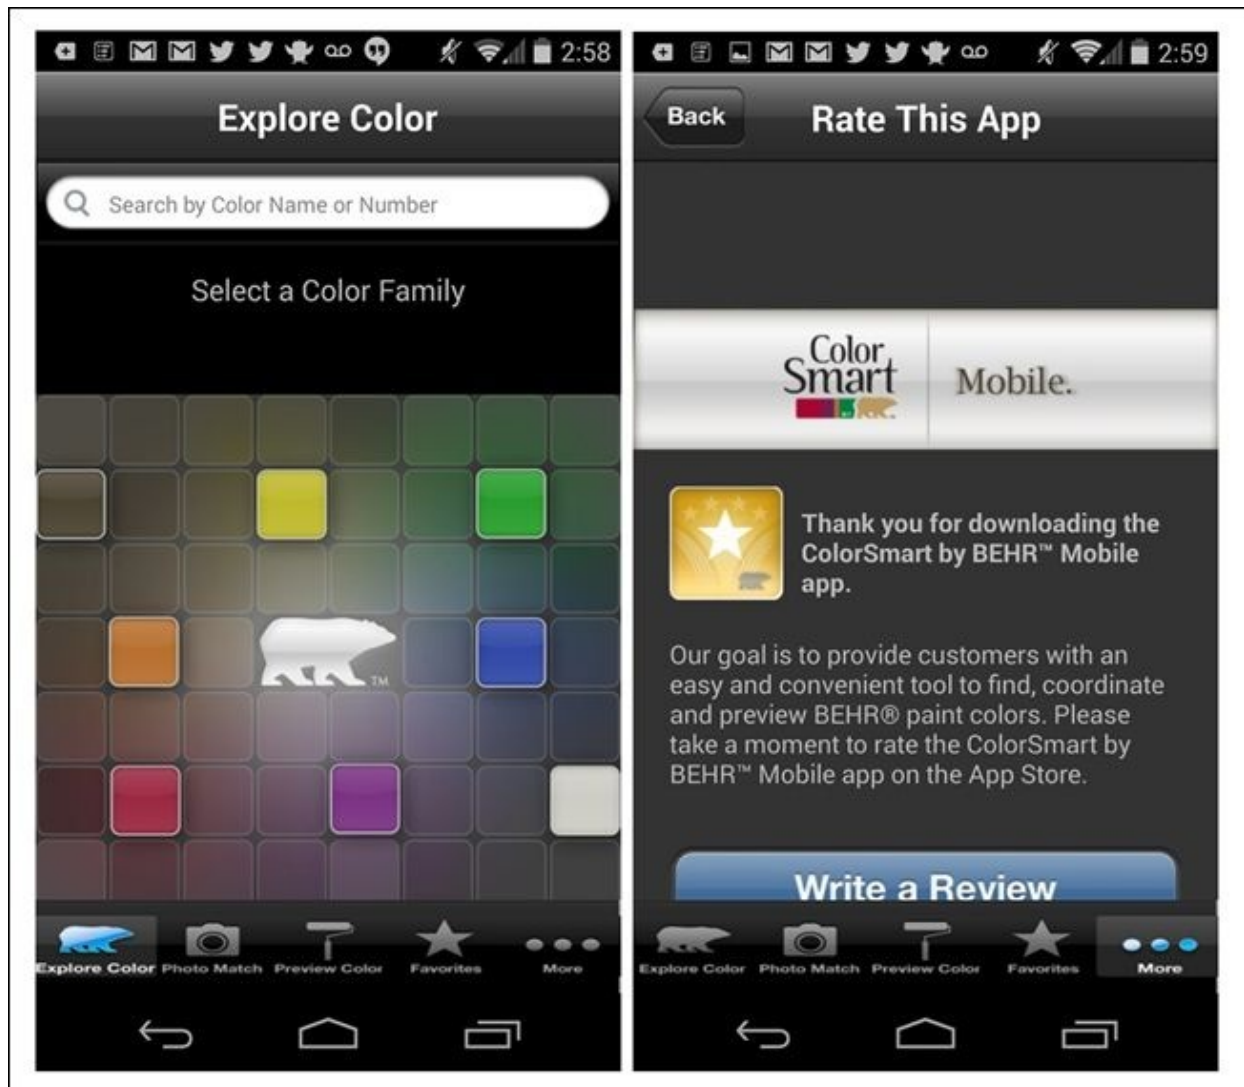 2:58
Explore Color
Search by Color Name or Number
Select a Color Family
TM
Explore Color
Photo Match
Preview Color
Favorites
More
2:59
Back
Rate This App
Color
Smart
Mobile.
Thank you for downloading the
ColorSmart by BEHR™ Mobile
app.
Our goal is to provide customers with an
easy and convenient tool to find, coordinate
and preview BEHR® paint colors. Please
take a moment to rate the ColorSmart by
BEHR™ Mobile app on the App Store.
Write a Review
Explore Color
Photo Match
Preview Color
Favorites
More